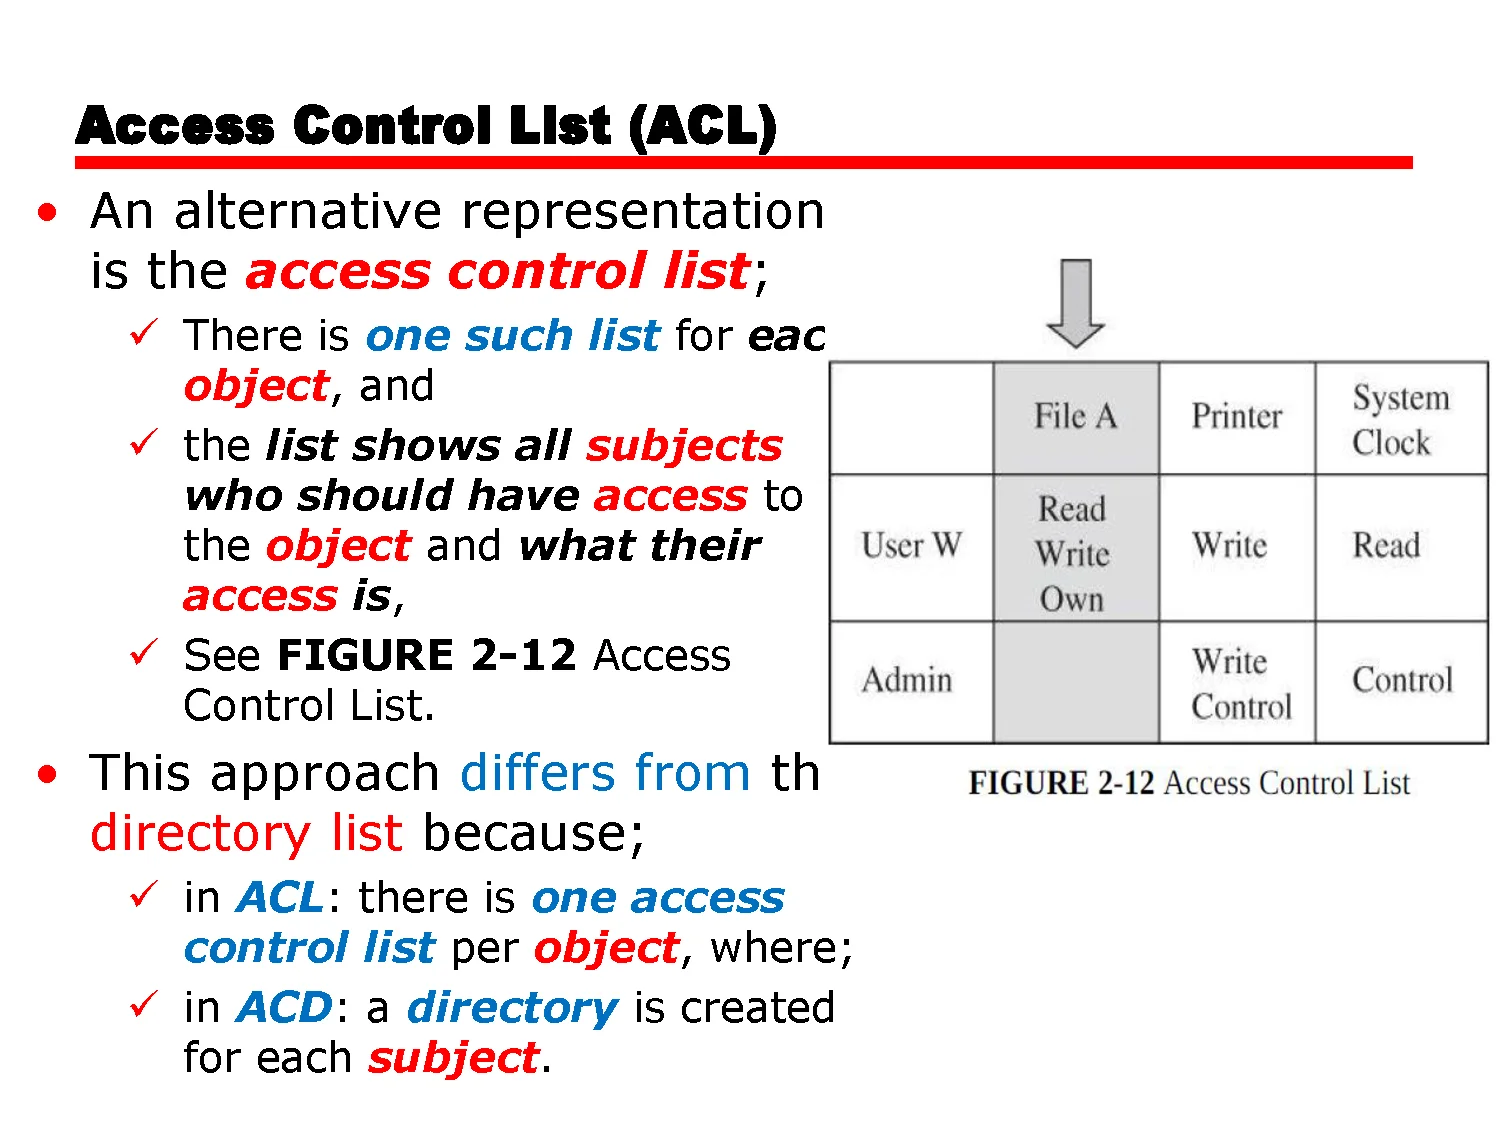 Access Control List (ACL)
• An alternative representation
is the access control list;
✓ There is one such list for eac
object, and
✓ the list shows all subjects
who should have access to
the object and what their
access is,
✓ See FIGURE 2-12 Access
Control List.
• This approach differs from th
directory list because;
✓ in ACL: there is one access
control list per object, where;
✓ in ACD: a directory is created
for each subject.
File A
Printer
System
Clock
User W
Read
Write
Own
Write
Read
Admin
Write
Control
Control
FIGURE 2-12 Access Control List